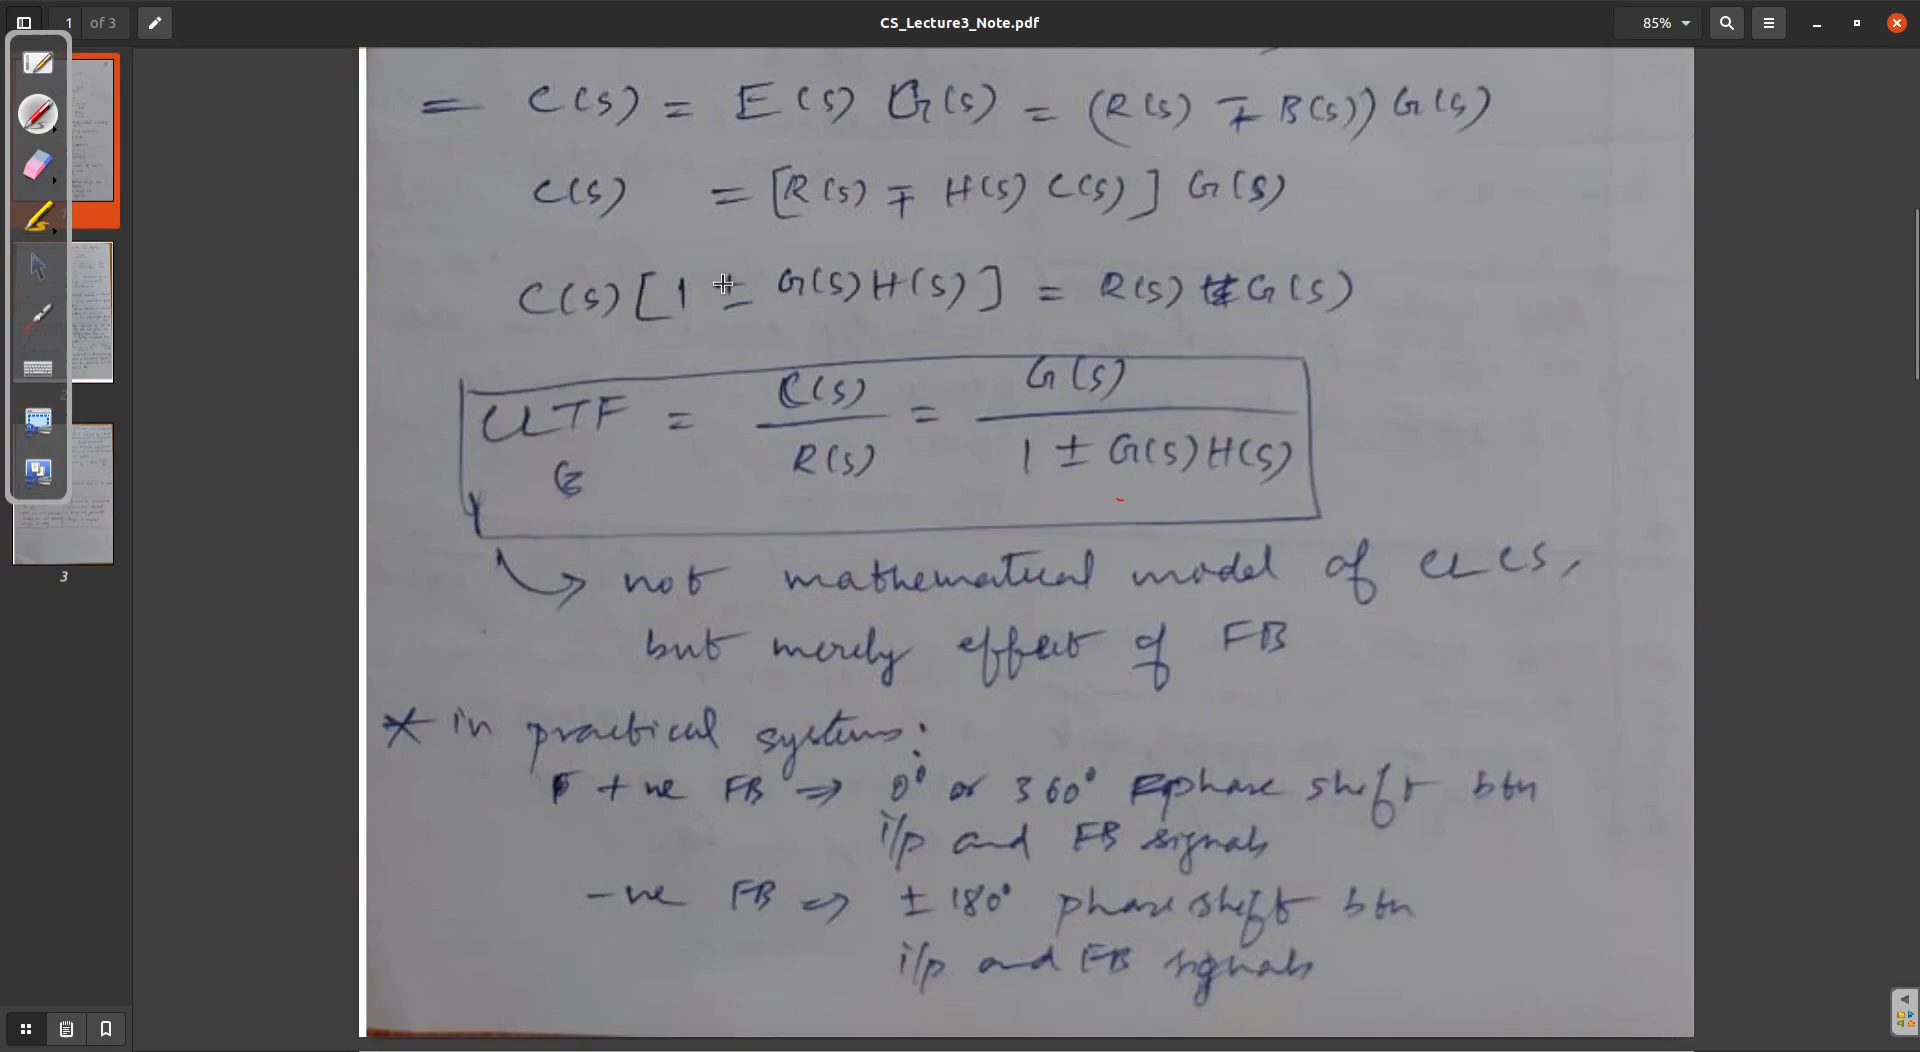 1 of 3
CS_Lecture3_Note.pdf
85%
= C(s) = E(s) G(s) = (R(s) ∓ B(s)) G(s)
C(s) = [R(s) ∓ H(s) C(s)] G(s)
C(s) [1 ± G(s) H(s)] = R(s) G(s)
CLTF = C(s) / R(s) = G(s) / 1 ± G(s) H(s)
G
→ not mathematical model of CLCS,
but merely effect of FB
* in practical systems:
+ve FB ⇒ 0° or 360° phase shift btn
i/p and FB signals
-ve FB ⇒ ± 180° phase shift btn
i/p and FB signals
2
3